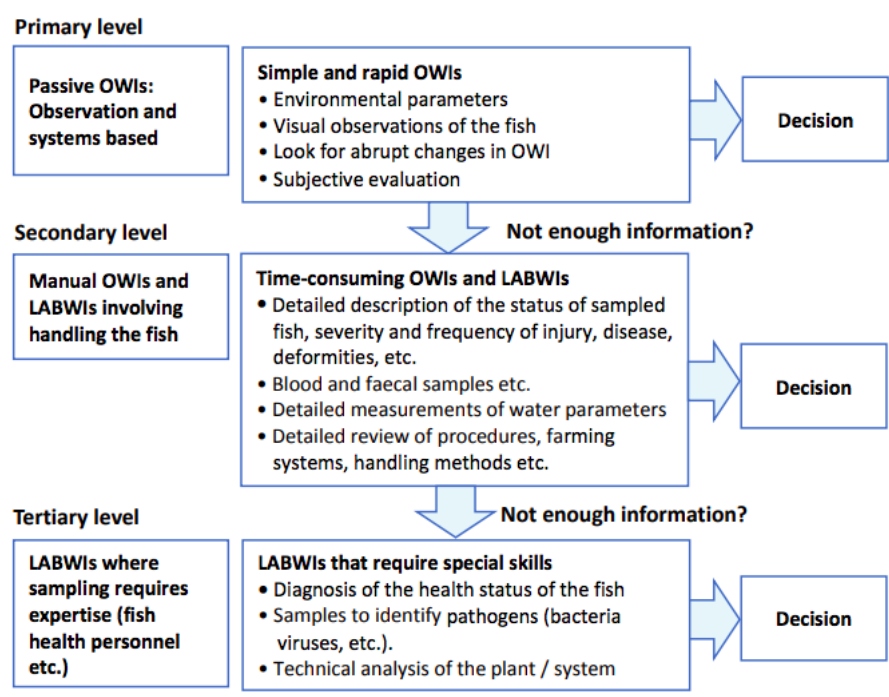 Primary level
Passive OWIs:
Observation and
systems based
Simple and rapid OWIs
• Environmental parameters
• Visual observations of the fish
• Look for abrupt changes in OWI
• Subjective evaluation
Decision
Not enough information?
Secondary level
Manual OWIs and
LABWIs involving
handling the fish
Time-consuming OWIs and LABWIs
• Detailed description of the status of sampled
fish, severity and frequency of injury, disease,
deformities, etc.
• Blood and faecal samples etc.
• Detailed measurements of water parameters
• Detailed review of procedures, farming
systems, handling methods etc.
Decision
Not enough information?
Tertiary level
LABWIs where
sampling requires
expertise (fish
health personnel
etc.)
LABWIs that require special skills
• Diagnosis of the health status of the fish
• Samples to identify pathogens (bacteria
viruses, etc.).
• Technical analysis of the plant / system
Decision